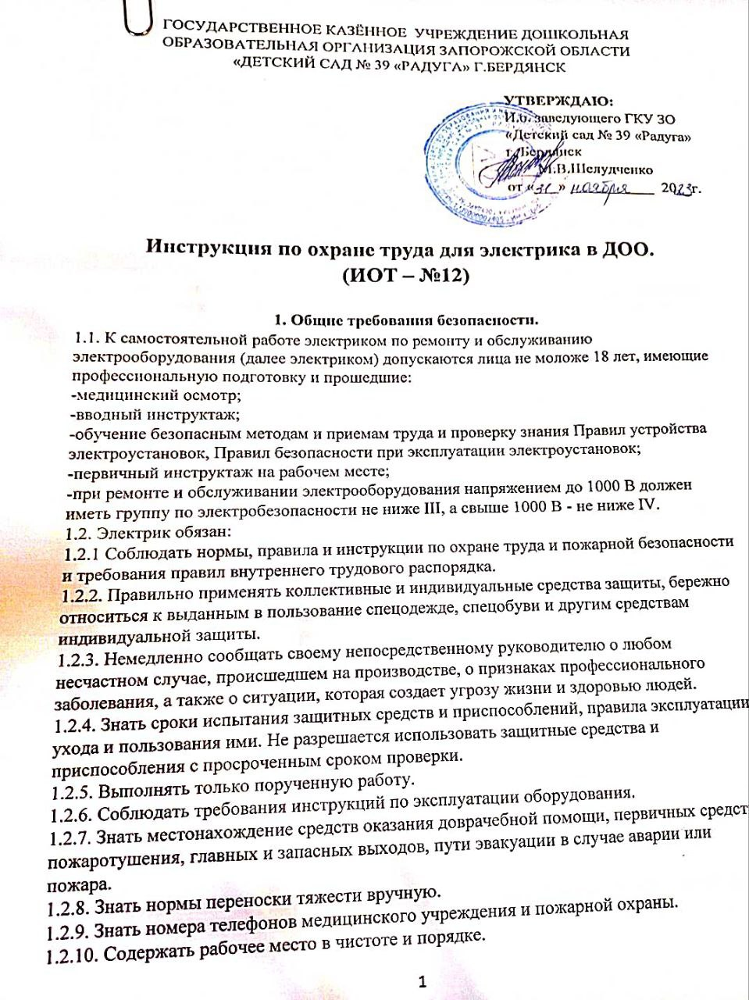 ГОСУДАРСТВЕННОЕ КАЗЁННОЕ УЧРЕЖДЕНИЕ ДОШКОЛЬНАЯ
ОБРАЗОВАТЕЛЬНАЯ ОРГАНИЗАЦИЯ ЗАПОРОЖСКОЙ ОБЛАСТИ
«ДЕТСКИЙ САД № 39 «РАДУГА» Г.БЕРДЯНСК
УТВЕРЖДАЮ:
И.о. заведующего ГКУ ЗО
«Детский сад № 39 «Радуга»
г. Бердянск
М.В.Шелудченко
от « » ноября 2023г.
Инструкция по охране труда для электрика в ДОО.
(ИОТ – №12)
1. Общие требования безопасности.
1.1. К самостоятельной работе электриком по ремонту и обслуживанию
электрооборудования (далее электриком) допускаются лица не моложе 18 лет, имеющие
профессиональную подготовку и прошедшие:
-медицинский осмотр;
-вводный инструктаж;
-обучение безопасным методам и приемам труда и проверку знания Правил устройства
электроустановок, Правил безопасности при эксплуатации электроустановок;
-первичный инструктаж на рабочем месте;
-при ремонте и обслуживании электрооборудования напряжением до 1000 В должен
иметь группу по электробезопасности не ниже III, а свыше 1000 В - не ниже IV.
1.2. Электрик обязан:
1.2.1 Соблюдать нормы, правила и инструкции по охране труда и пожарной безопасности
и требования правил внутреннего трудового распорядка.
1.2.2. Правильно применять коллективные и индивидуальные средства защиты, бережно
относиться к выданным в пользование спецодежде, спецобуви и другим средствам
индивидуальной защиты.
1.2.3. Немедленно сообщать своему непосредственному руководителю о любом
несчастном случае, происшедшем на производстве, о признаках профессионального
заболевания, а также о ситуации, которая создает угрозу жизни и здоровью людей.
1.2.4. Знать сроки испытания защитных средств и приспособлений, правила эксплуатации
ухода и пользования ими. Не разрешается использовать защитные средства и
приспособления с просроченным сроком проверки.
1.2.5. Выполнять только порученную работу.
1.2.6. Соблюдать требования инструкций по эксплуатации оборудования.
1.2.7. Знать местонахождение средств оказания доврачебной помощи, первичных средст
пожаротушения, главных и запасных выходов, пути эвакуации в случае аварии или
пожара.
1.2.8. Знать нормы переноски тяжести вручную.
1.2.9. Знать номера телефонов медицинского учреждения и пожарной охраны.
1.2.10. Содержать рабочее место в чистоте и порядке.
1